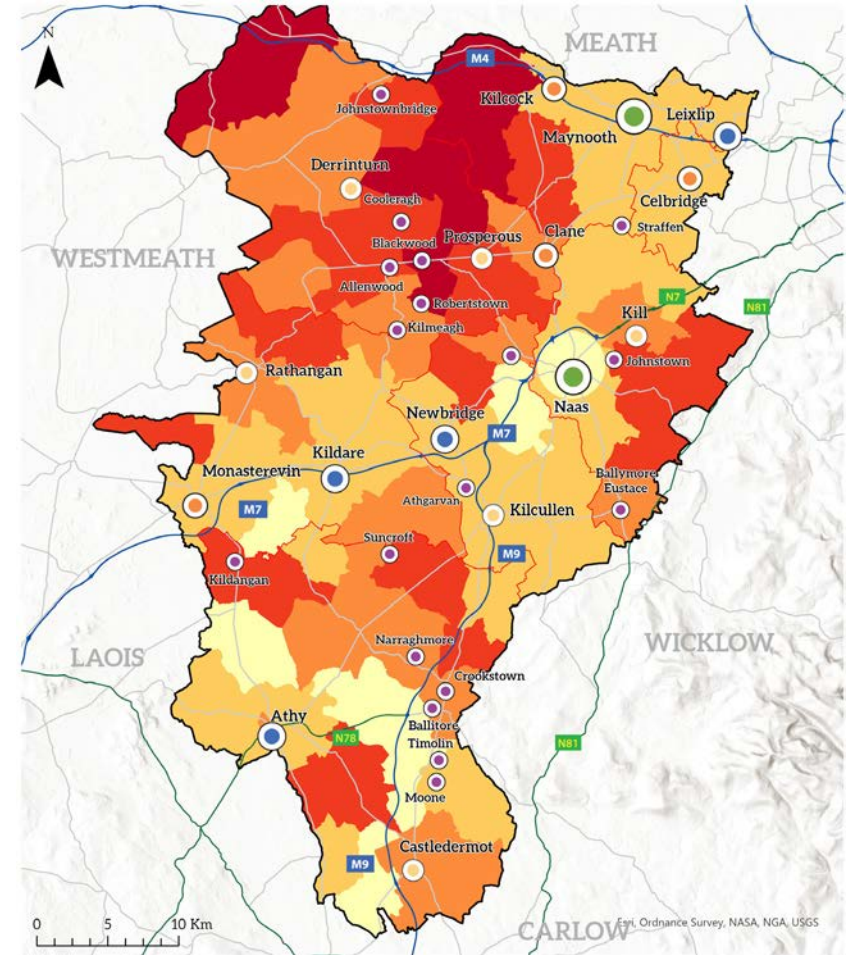 N
MEATH
M4
Kilcock
Leixlip
Johnstownbridge
Maynooth
Derrinturn
Celbridge
Cooleragh
Straffen
Blackwood
Prosperous
Clane
WESTMEATH
Allenwood
N7
Robertstown
Kill
N81
Kilmeagh
Johnstown
Rathangan
Naas
Newbridge
M7
Kildare
Monasterevin
Ballymore
Eustace
Athgarvan
M7
Kilcullen
Suncroft
M9
Kildangan
Narraghmore
WICKLOW
LAOIS
Crookstown
Athy
Ballitore
N78
Timolin
N81
Moone
Castledermot
M9
0 5 10 Km
Esri, Ordnance Survey, NASA, NGA, USGS
CARLOW